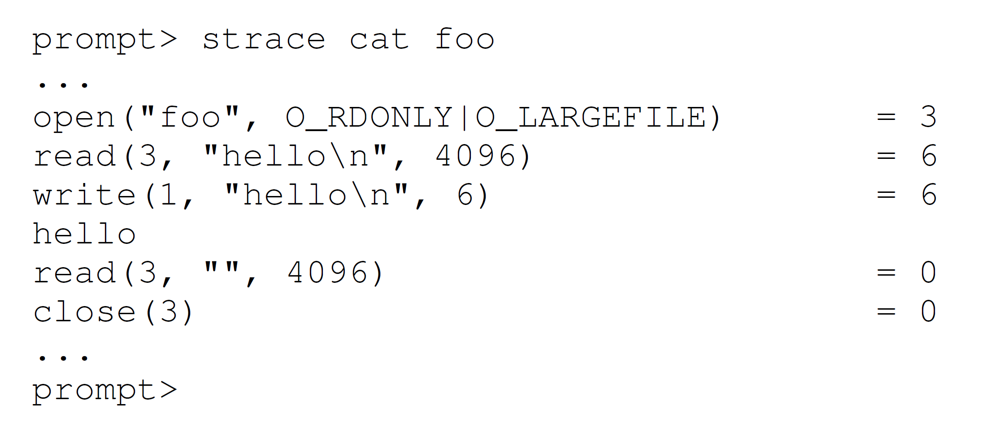 prompt> strace cat foo
...
open("foo", O_RDONLY|O_LARGEFILE) = 3
read(3, "hello\n", 4096) = 6
write(1, "hello\n", 6) = 6
hello
read(3, "", 4096) = 0
close(3) = 0
...
prompt>